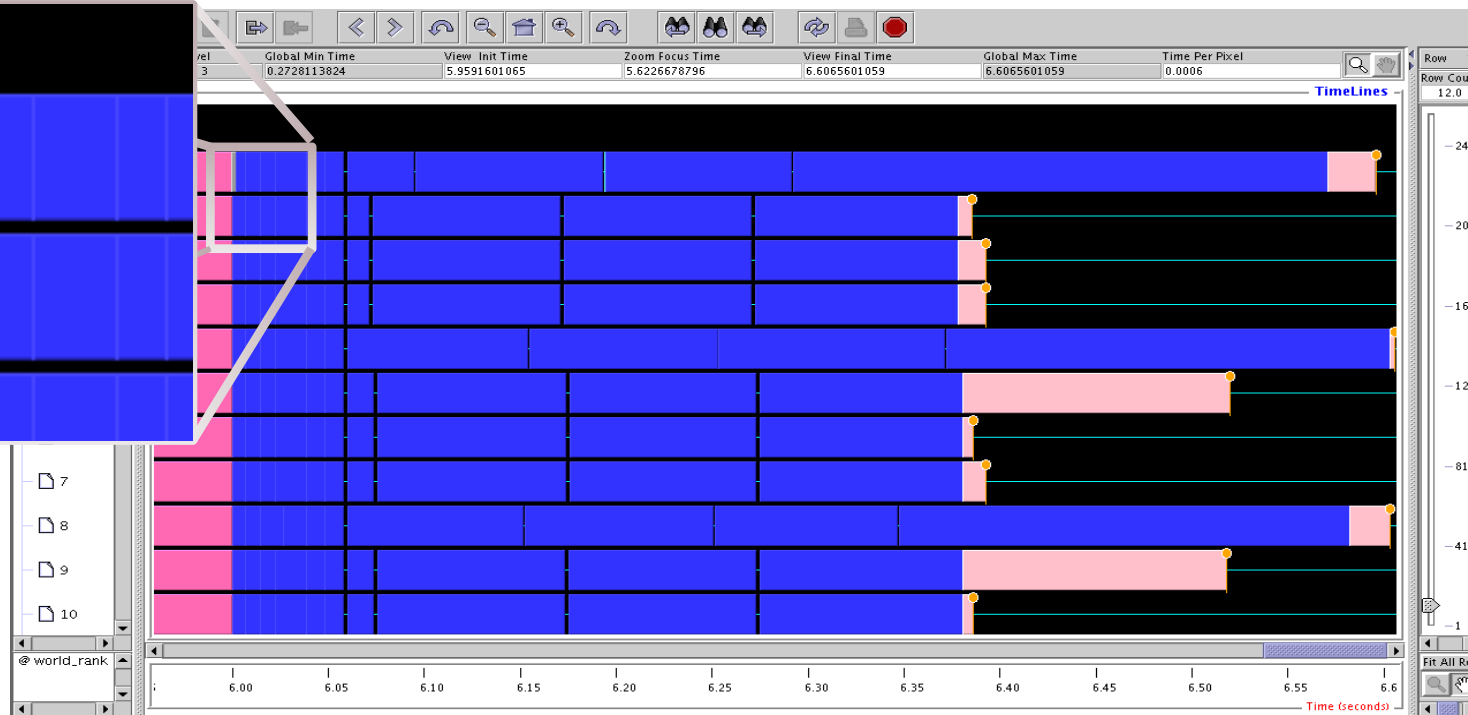 vel Global Min Time View Init Time Zoom Focus Time View Final Time Global Max Time Time Per Pixel
3 0.2728113824 5.9591601065 5.6226678796 6.6065601059 6.6065601059 0.0006
Row
Row Cou
12.0
TimeLines
24
20
16
12
81
41
1
7
8
9
10
@ world_rank
Fit All R
6.00 6.05 6.10 6.15 6.20 6.25 6.30 6.35 6.40 6.45 6.50 6.55 6.6
Time (seconds)